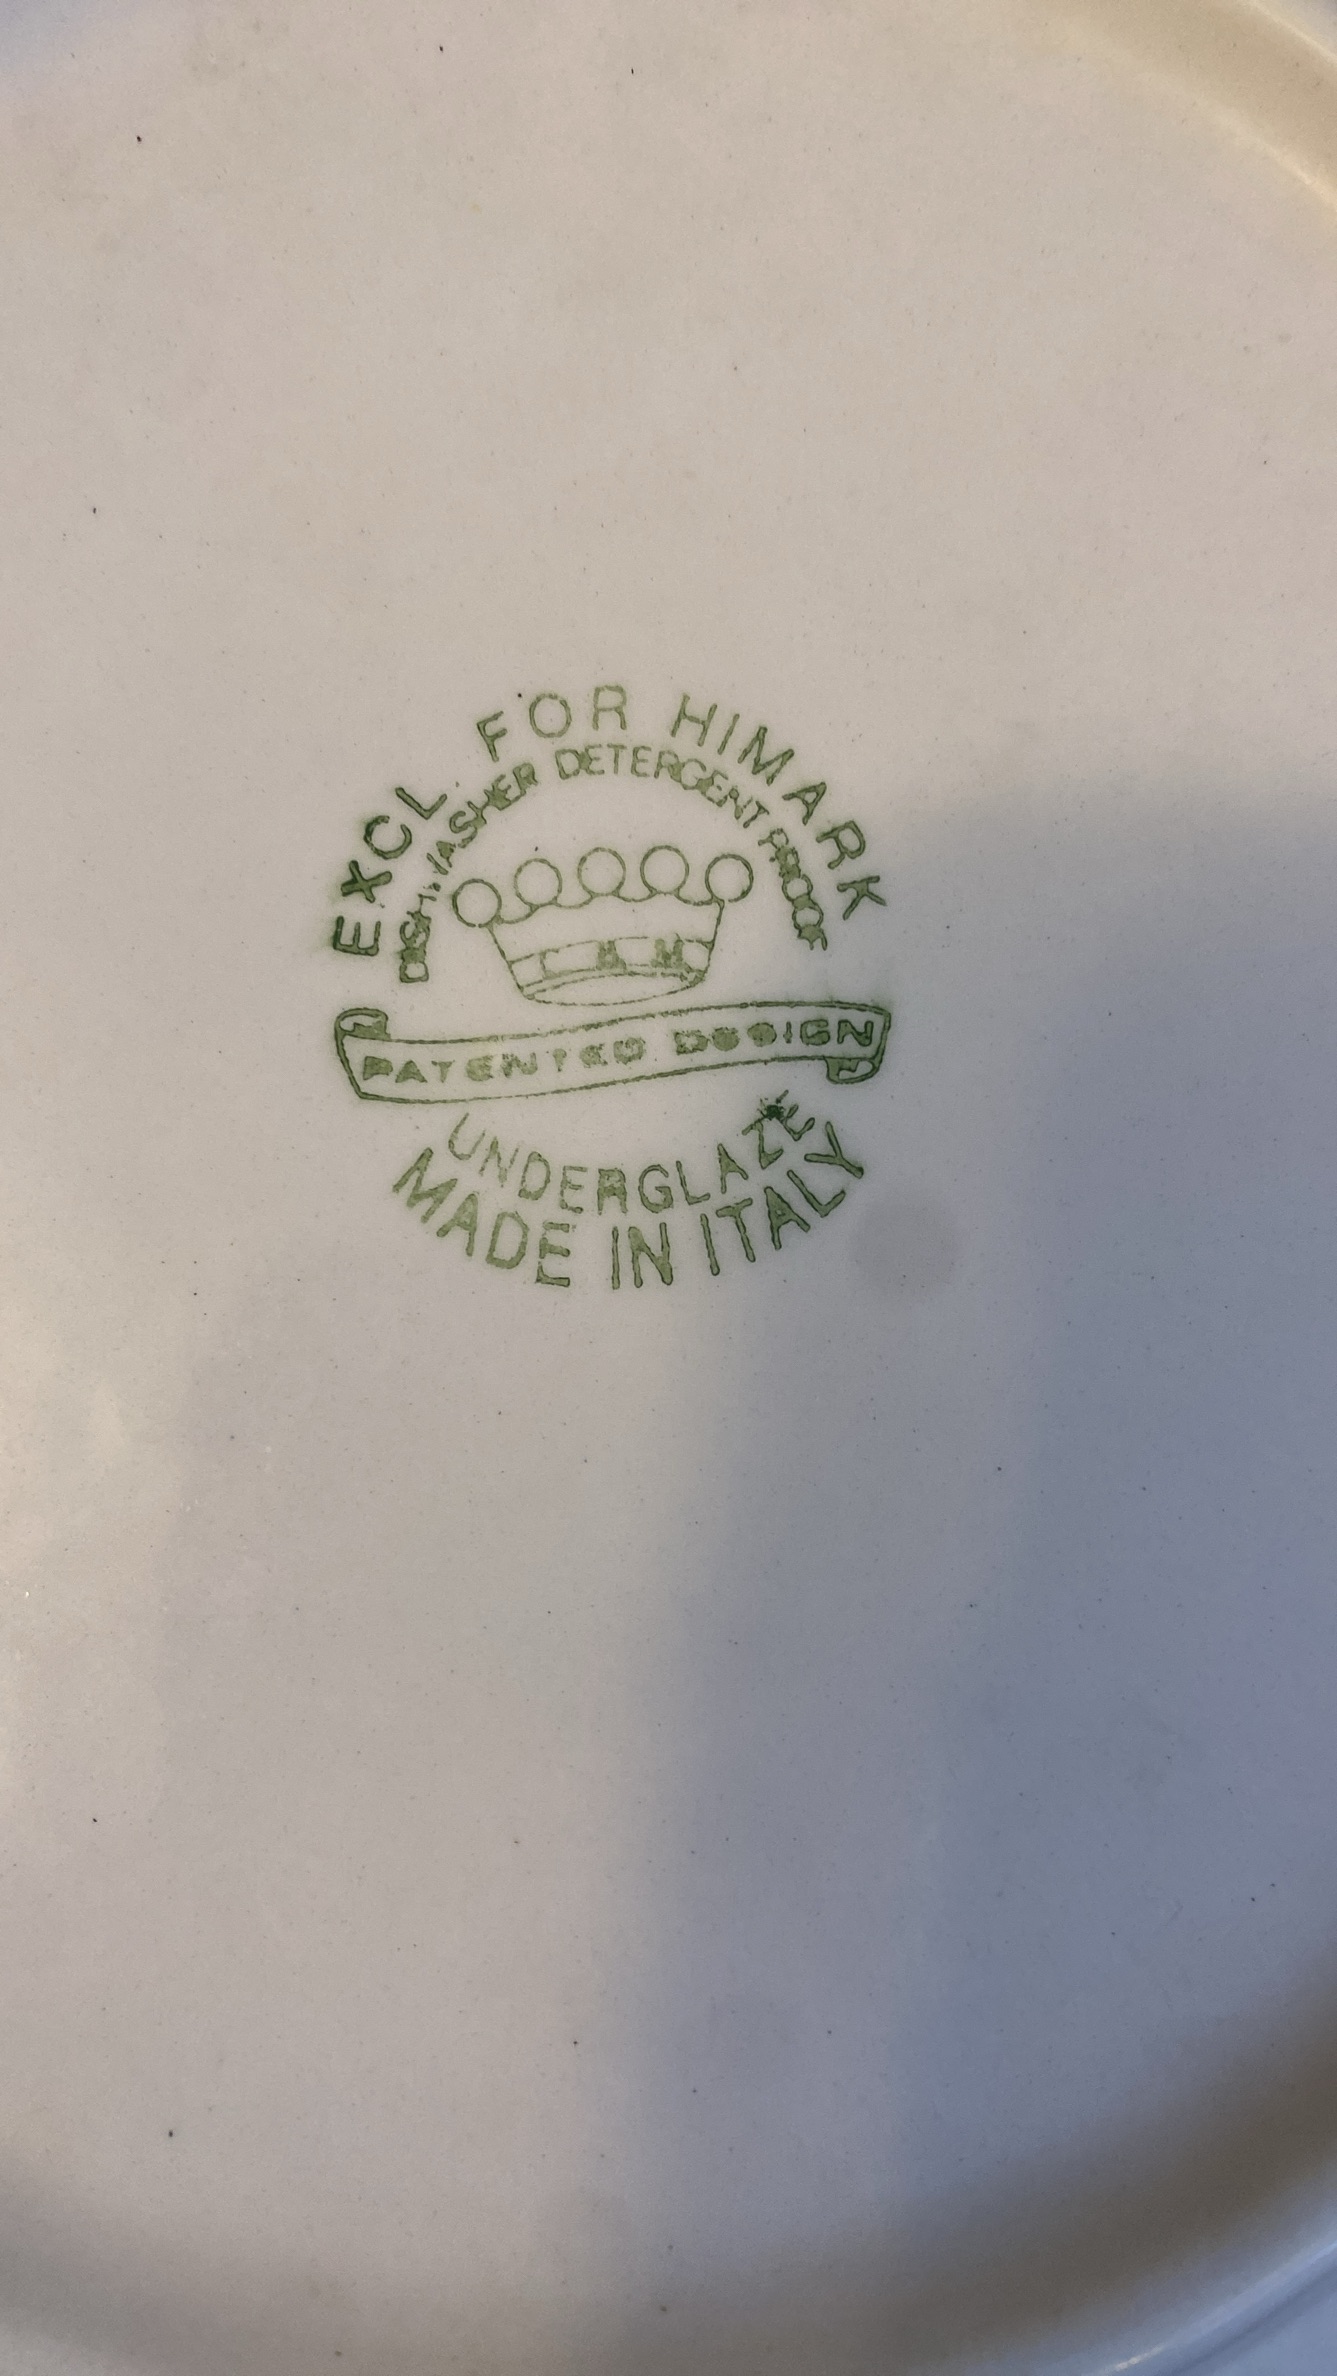 EXCL. FOR HIMARK
DISHWASHER DETERGENT PROOF
PATENTED DESIGN
UNDERGLAZE
MADE IN ITALY